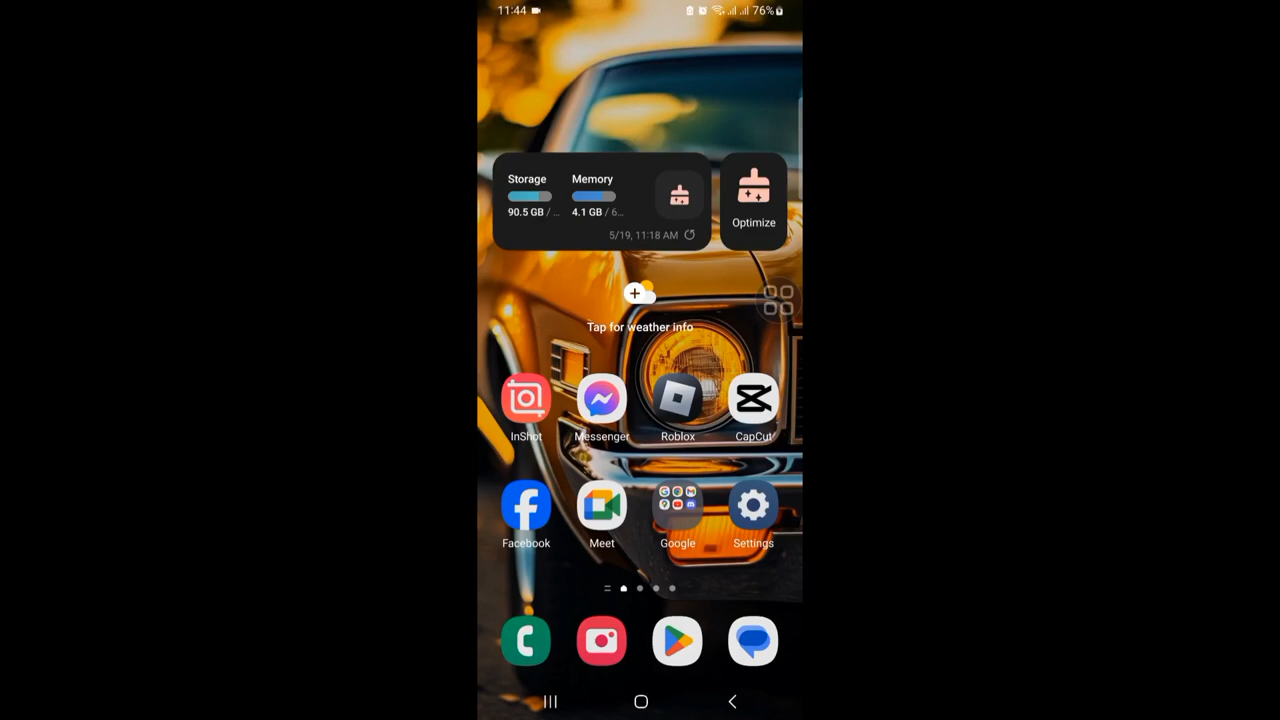 11:44
76%
Storage
Memory
90.5 GB / ...
4.1 GB / 6...
5/19, 11:18 AM
Optimize
Tap for weather info
InShot
Messenger
Roblox
CapCut
Facebook
Meet
Google
Settings